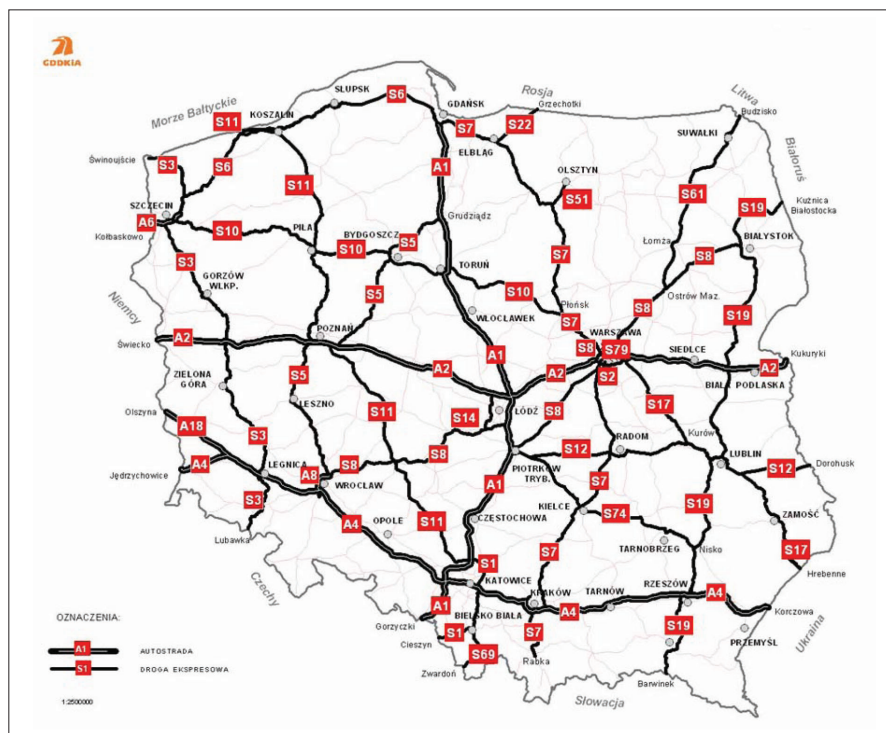 GDDKIA
Morze Bałtyckie
SŁUPSK
S6
GDAŃSK
Rosja
Grzechotki
Litwa
Budzisko
S11
KOSZALIN
S7
S22
ELBLĄG
SUWAŁKI
Białoruś
Świnoujście
S3
S6
S11
A1
OLSZTYN
S51
S61
S19
Kuźnica
Białostocka
SZCZECIN
A6
Kołbaskowo
S10
PIŁA
BYDGOSZCZ
S10
S5
Grudziądz
Łomża
BIAŁYSTOK
S8
S3
GORZÓW
WLKP.
TORUŃ
S5
S10
S7
Płońsk
Ostrów Maz.
S19
WŁOCŁAWEK
S7
S8
Niemcy
A2
Świecko
POZNAŃ
A1
WARSZAWA
S8
S79
S2
SIEDLCE
A2
Kukuryki
BIAŁA PODLASKA
ZIELONA
GÓRA
S5
A2
A2
LESZNO
S11
S14
ŁÓDŹ
S8
S17
Olszyna
A18
S3
S8
S8
S12
RADOM
Kurów
LUBLIN
S12
Dorohusk
A4
Jędrzychowice
LEGNICA
A8
WROCŁAW
A1
PIOTRKÓW
TRYB.
S7
S3
Lubawka
A4
OPOLE
S11
CZĘSTOCHOWA
KIELCE
S74
S19
ZAMOŚĆ
TARNOBRZEG
Nisko
S17
Hrebenne
Czechy
S1
S7
KATOWICE
KRAKÓW
TARNÓW
RZESZÓW
A4
A4
Korczowa
OZNACZENIA:
Gorzyczki
A1
BIELSKO BIAŁA
Cieszyn
S1
S7
S19
PRZEMYŚL
Ukraina
A1
AUTOSTRADA
S69
Rabka
S1
DROGA EKSPRESOWA
Zwardoń
Barwinek
Słowacja
1:2500000